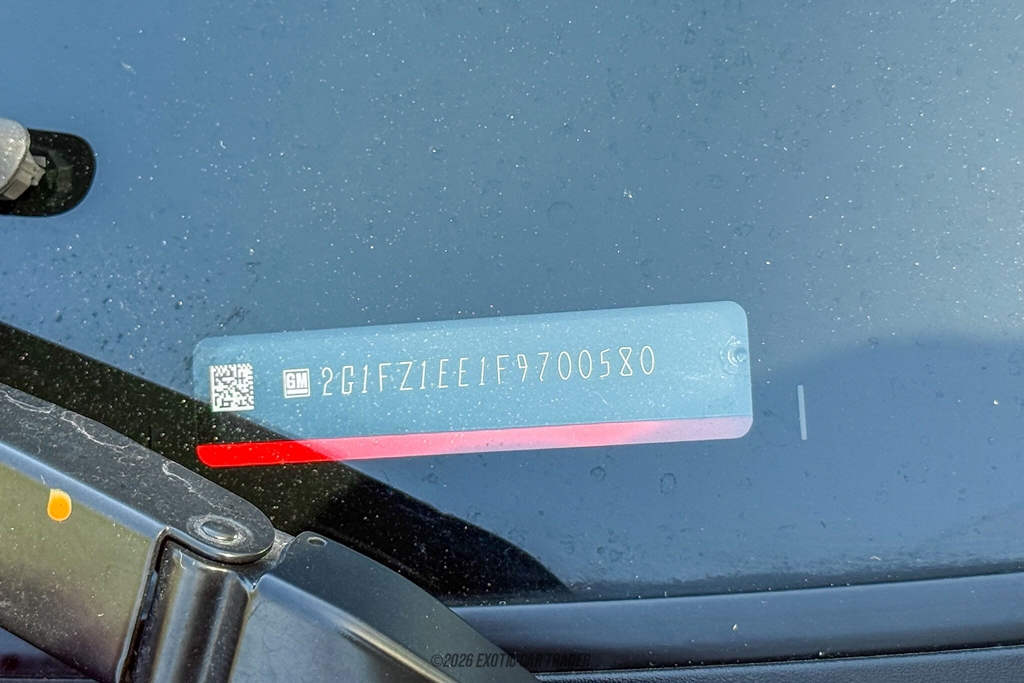 GM 2G1FZ1EE1F9700580
©2026 EXOTIC CAR TRADER